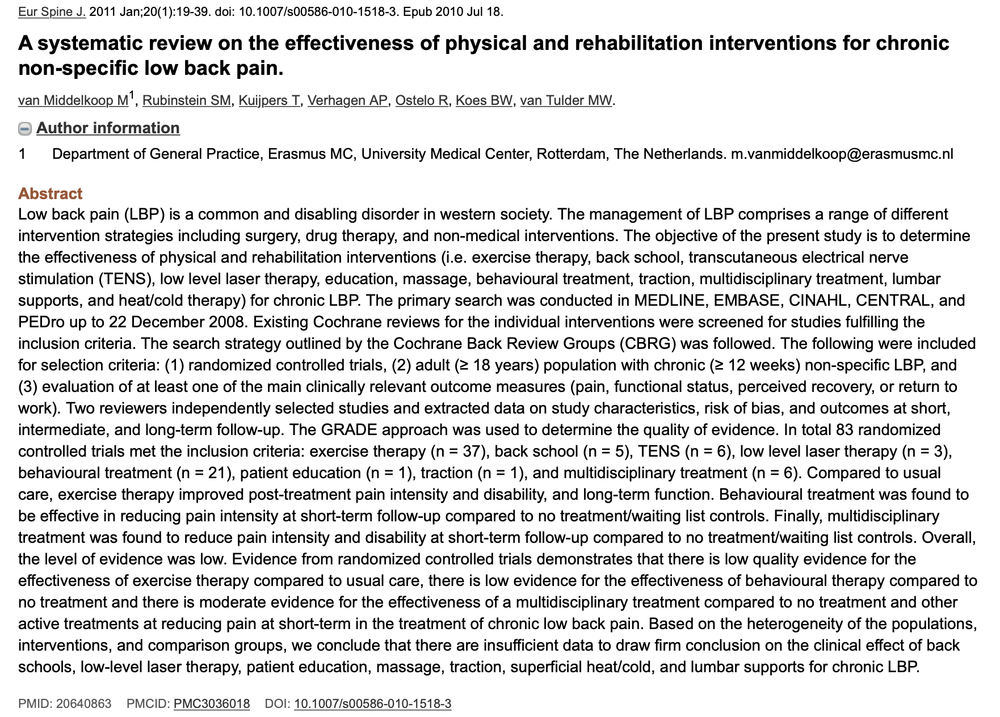 Eur Spine J. 2011 Jan;20(1):19-39. doi: 10.1007/s00586-010-1518-3. Epub 2010 Jul 18.
A systematic review on the effectiveness of physical and rehabilitation interventions for chronic
non-specific low back pain.
van Middelkoop M1, Rubinstein SM, Kuijpers T, Verhagen AP, Ostelo R, Koes BW, van Tulder MW.
Author information
1 Department of General Practice, Erasmus MC, University Medical Center, Rotterdam, The Netherlands. m.vanmiddelkoop@erasmusmc.nl
Abstract
Low back pain (LBP) is a common and disabling disorder in western society. The management of LBP comprises a range of different
intervention strategies including surgery, drug therapy, and non-medical interventions. The objective of the present study is to determine
the effectiveness of physical and rehabilitation interventions (i.e. exercise therapy, back school, transcutaneous electrical nerve
stimulation (TENS), low level laser therapy, education, massage, behavioural treatment, traction, multidisciplinary treatment, lumbar
supports, and heat/cold therapy) for chronic LBP. The primary search was conducted in MEDLINE, EMBASE, CINAHL, CENTRAL, and
PEDro up to 22 December 2008. Existing Cochrane reviews for the individual interventions were screened for studies fulfilling the
inclusion criteria. The search strategy outlined by the Cochrane Back Review Groups (CBRG) was followed. The following were included
for selection criteria: (1) randomized controlled trials, (2) adult (≥ 18 years) population with chronic (≥ 12 weeks) non-specific LBP, and
(3) evaluation of at least one of the main clinically relevant outcome measures (pain, functional status, perceived recovery, or return to
work). Two reviewers independently selected studies and extracted data on study characteristics, risk of bias, and outcomes at short,
intermediate, and long-term follow-up. The GRADE approach was used to determine the quality of evidence. In total 83 randomized
controlled trials met the inclusion criteria: exercise therapy (n = 37), back school (n = 5), TENS (n = 6), low level laser therapy (n = 3),
behavioural treatment (n = 21), patient education (n = 1), traction (n = 1), and multidisciplinary treatment (n = 6). Compared to usual
care, exercise therapy improved post-treatment pain intensity and disability, and long-term function. Behavioural treatment was found to
be effective in reducing pain intensity at short-term follow-up compared to no treatment/waiting list controls. Finally, multidisciplinary
treatment was found to reduce pain intensity and disability at short-term follow-up compared to no treatment/waiting list controls. Overall,
the level of evidence was low. Evidence from randomized controlled trials demonstrates that there is low quality evidence for the
effectiveness of exercise therapy compared to usual care, there is low evidence for the effectiveness of behavioural therapy compared to
no treatment and there is moderate evidence for the effectiveness of a multidisciplinary treatment compared to no treatment and other
active treatments at reducing pain at short-term in the treatment of chronic low back pain. Based on the heterogeneity of the populations,
interventions, and comparison groups, we conclude that there are insufficient data to draw firm conclusion on the clinical effect of back
schools, low-level laser therapy, patient education, massage, traction, superficial heat/cold, and lumbar supports for chronic LBP.
PMID: 20640863 PMCID: PMC3036018 DOI: 10.1007/s00586-010-1518-3